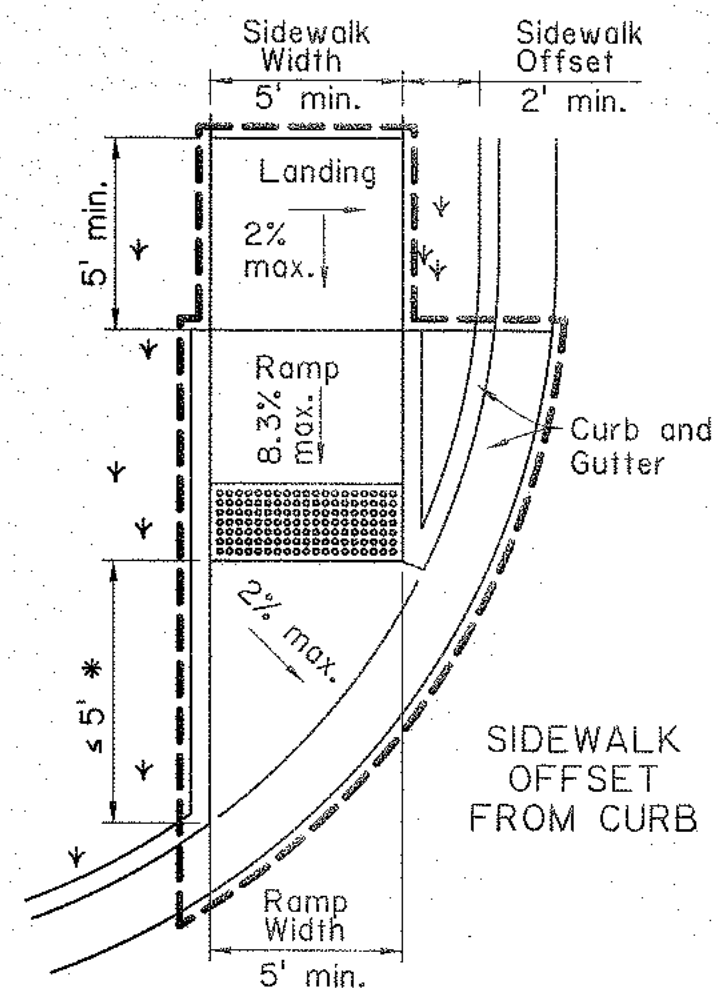 Sidewalk
Width
5' min.
Sidewalk
Offset
2' min.
5' min.
Landing
2%
max.
Ramp
8.3%
max.
Curb and
Gutter
2% max.
≤ 5' *
SIDEWALK
OFFSET
FROM CURB
Ramp
Width
5' min.